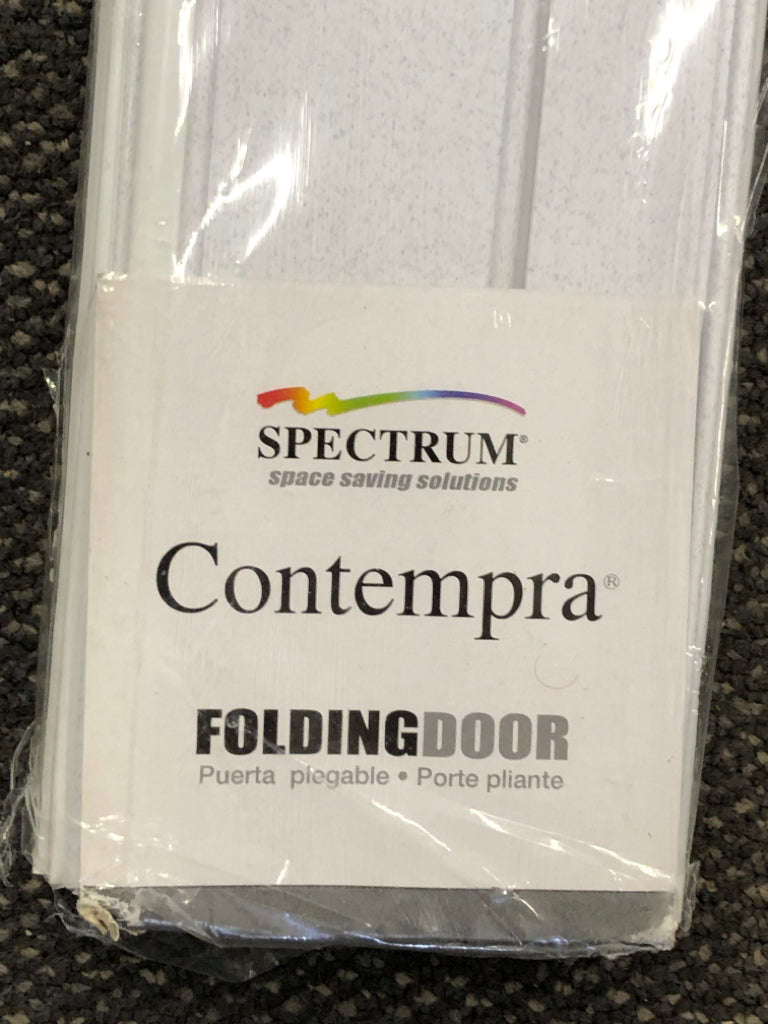 SPECTRUM®
space saving solutions
Contempra®
FOLDINGDOOR
Puerta plegable • Porte pliante